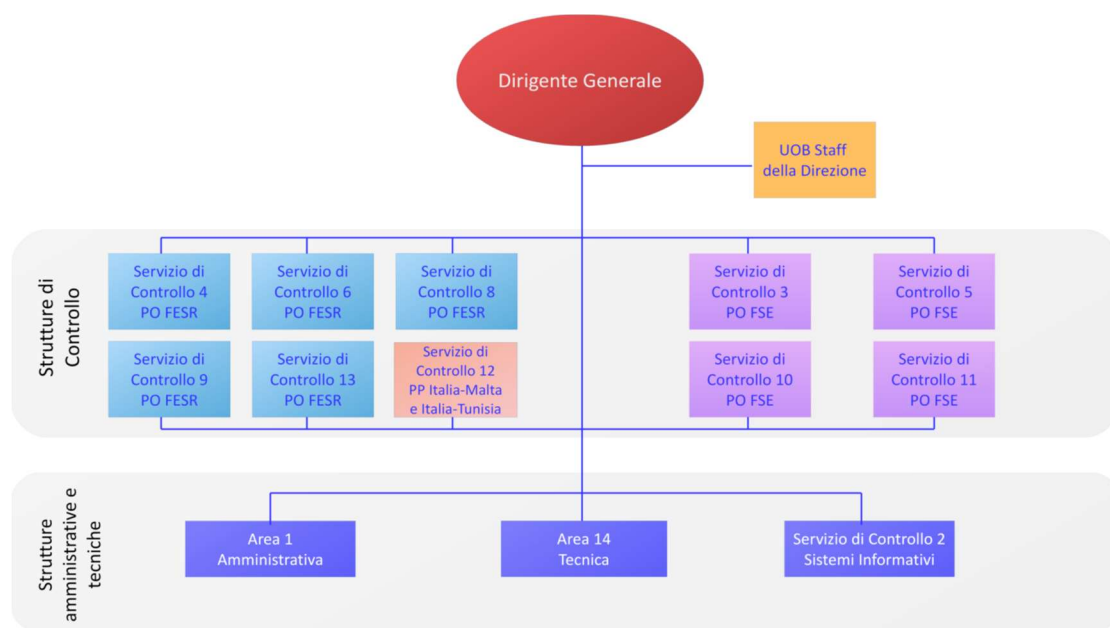 Dirigente Generale
UOB Staff
della Direzione
Strutture di
Controllo
Servizio di
Controllo 4
PO FESR
Servizio di
Controllo 6
PO FESR
Servizio di
Controllo 8
PO FESR
Servizio di
Controllo 3
PO FSE
Servizio di
Controllo 5
PO FSE
Servizio di
Controllo 9
PO FESR
Servizio di
Controllo 13
PO FESR
Servizio di
Controllo 12
PP Italia-Malta
e Italia-Tunisia
Servizio di
Controllo 10
PO FSE
Servizio di
Controllo 11
PO FSE
Strutture
amministrative e
tecniche
Area 1
Amministrativa
Area 14
Tecnica
Servizio di Controllo 2
Sistemi Informativi